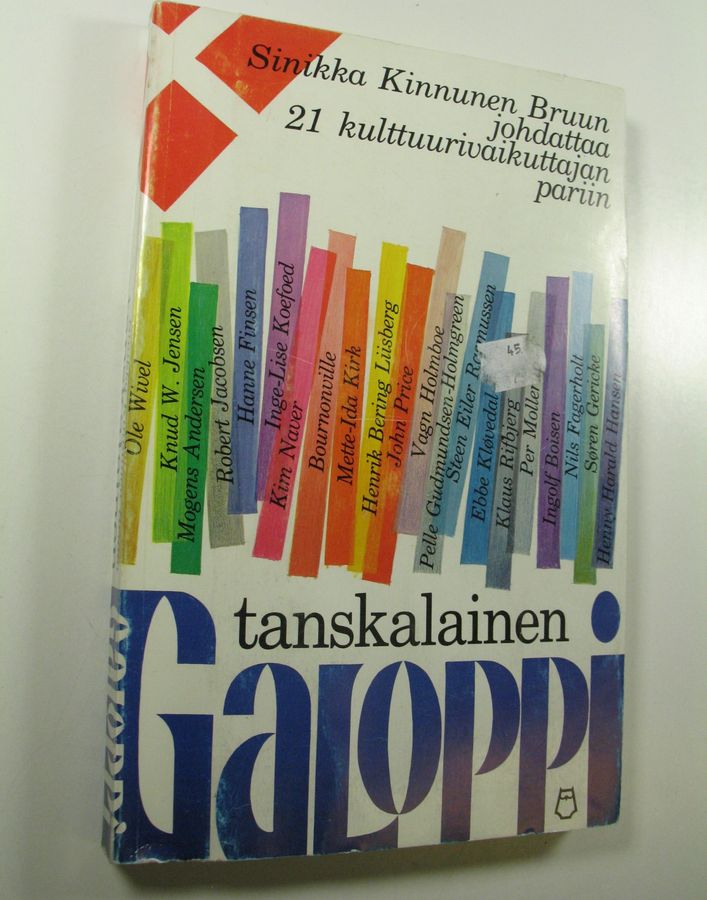 Sinikka Kinnunen Bruun
johdattaa
21 kulttuurivaikuttajan
pariin
Ole Wivel
Knud W. Jensen
Mogens Andersen
Robert Jacobsen
Hanne Finsen
Inge-Lise Koefoed
Kim Naver
Bournonville
Mette-Ida Kirk
Henrik Bering Liisberg
John Price
Vagn Holmboe
Pelle Gudmundsen-Holmgreen
Steen Eiler Rasmussen
Ebbe Kløvedal
Klaus Rifbjerg
Per Møller
Ingolf Boisen
Nils Fagerholt
Søren Gericke
Henny Harald Hansen
45
tanskalainen
GALOPPi
GALOPPi